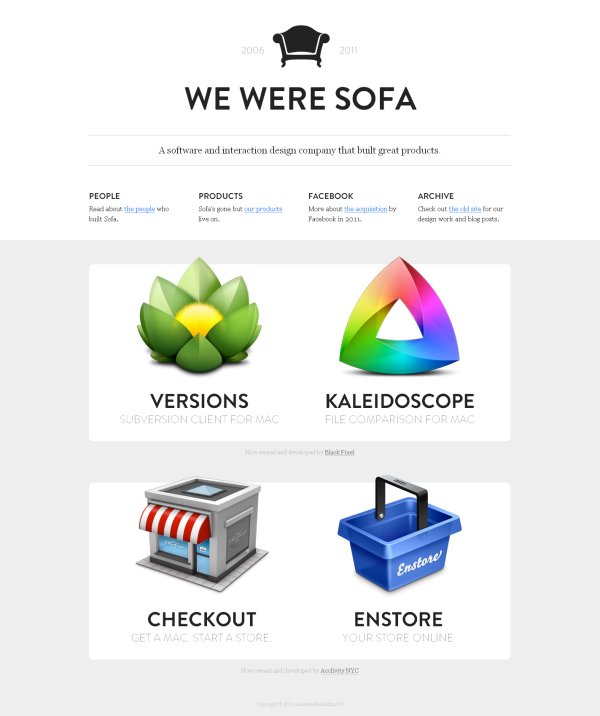 2006 2011
WE WERE SOFA
A software and interaction design company that built great products.
PEOPLE
Read about the people who
built Sofa.
PRODUCTS
Sofa's gone but our products
live on.
FACEBOOK
More about the acquisition by
Facebook in 2011.
ARCHIVE
Check out the old site for our
design work and blog posts.
VERSIONS
SUBVERSION CLIENT FOR MAC
KALEIDOSCOPE
FILE COMPARISON FOR MAC
Now owned and developed by Black Pixel
Enstore
CHECKOUT
GET A MAC. START A STORE.
ENSTORE
YOUR STORE ONLINE
Now owned and developed by Acclivity NYC
Copyright © 2011